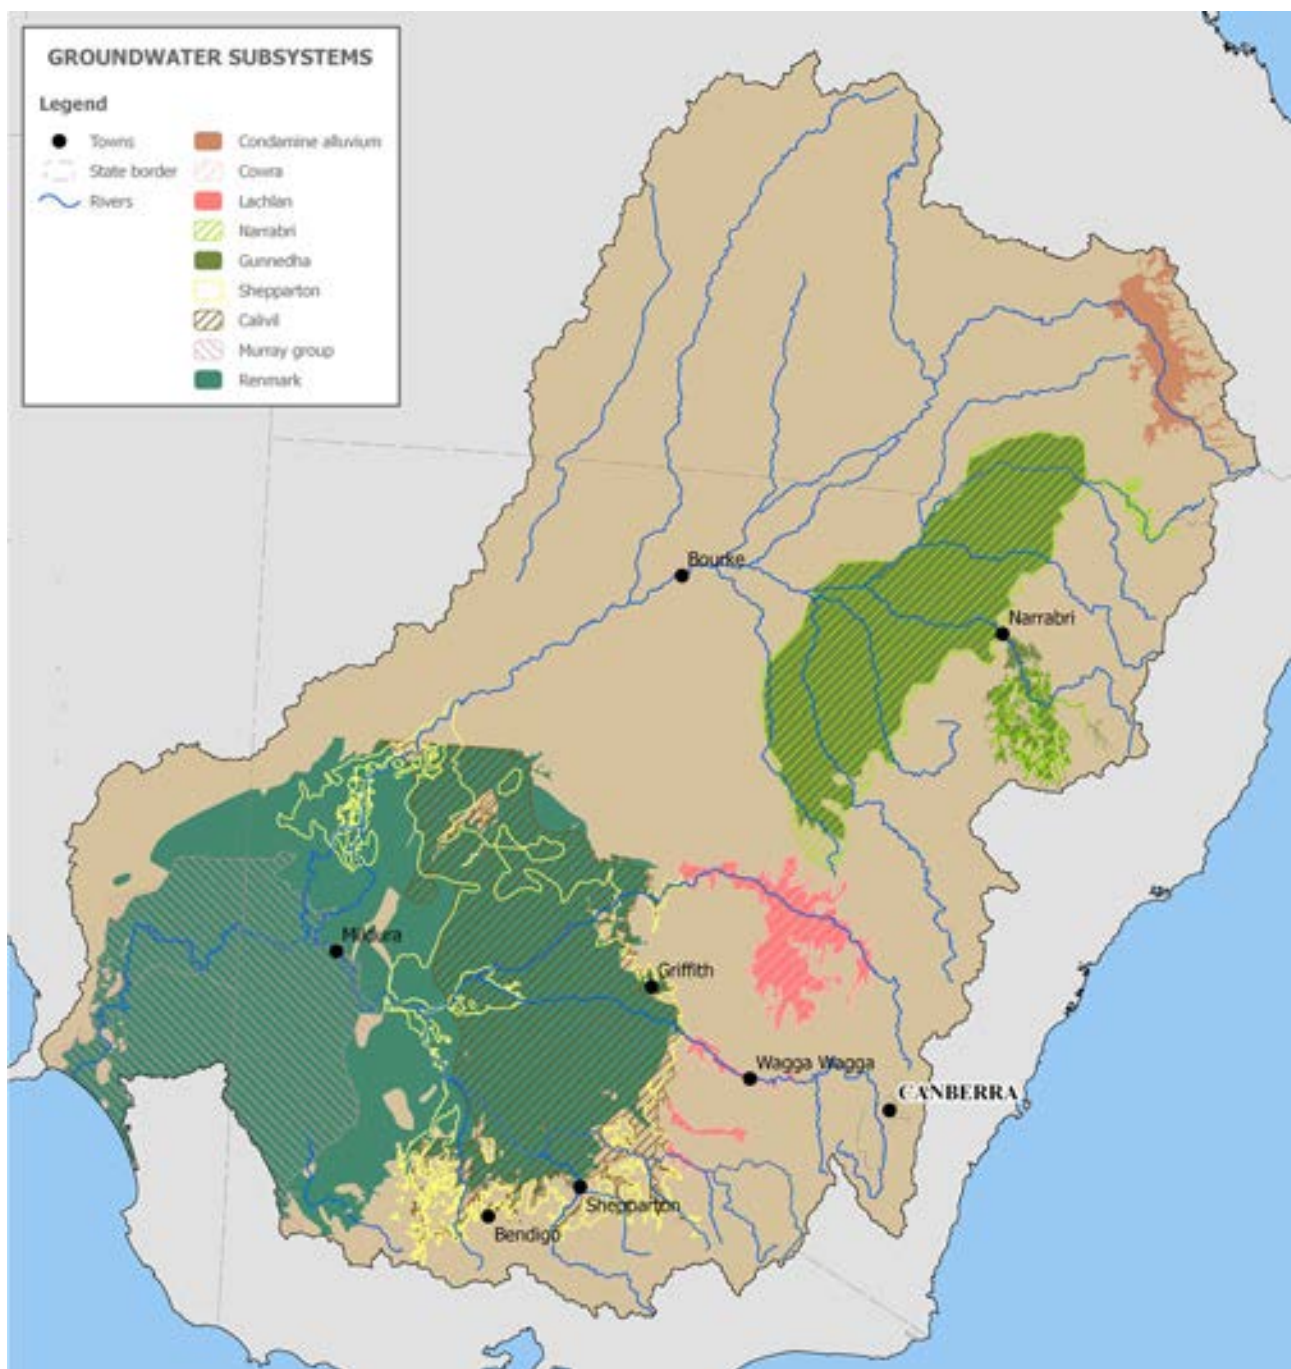 GROUNDWATER SUBSYSTEMS
Legend
Towns
State border
Rivers
Condamine alluvium
Cowra
Lachlan
Narrabri
Gunnedha
Shepparton
Calivil
Murray group
Renmark
Bourke
Narrabri
Mildura
Griffith
Wagga Wagga
CANBERRA
Shepparton
Bendigo